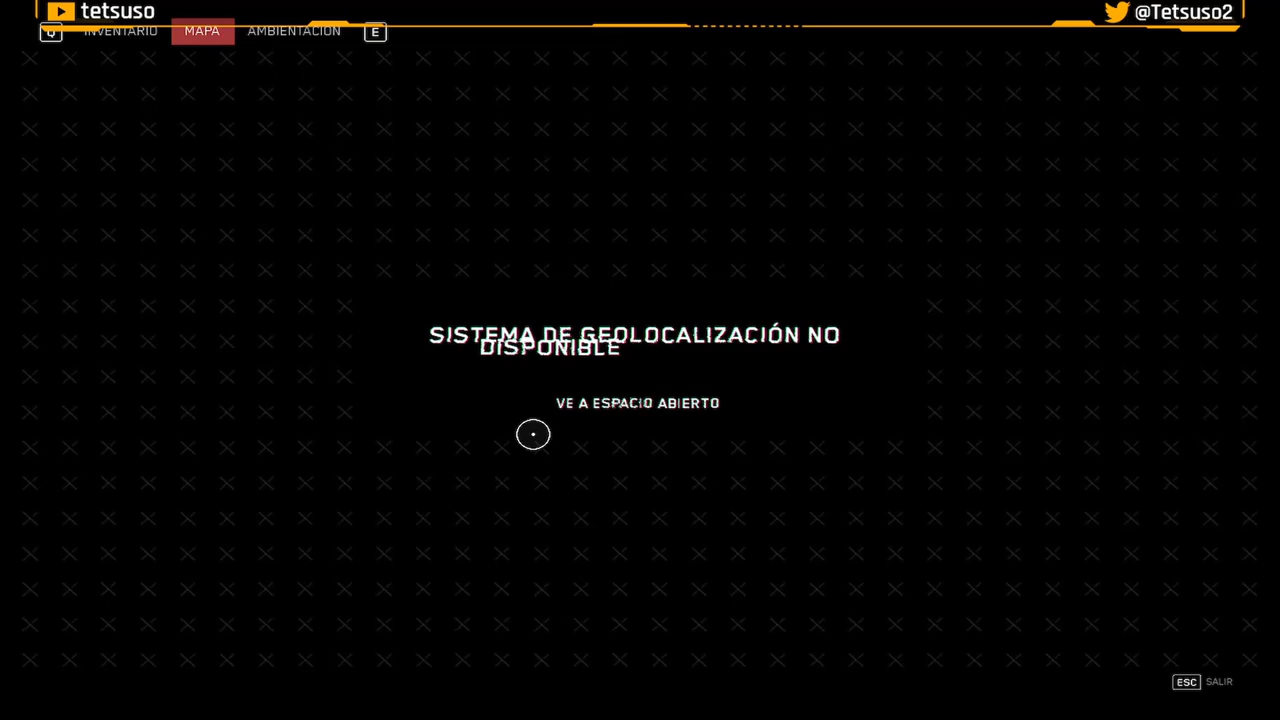 tetsuso
@Tetsuso2
Q INVENTARIO MAPA AMBIENTACIÓN E
SISTEMA DE GEOLOCALIZACIÓN NO
DISPONIBLE
VE A ESPACIO ABIERTO
ESC SALIR